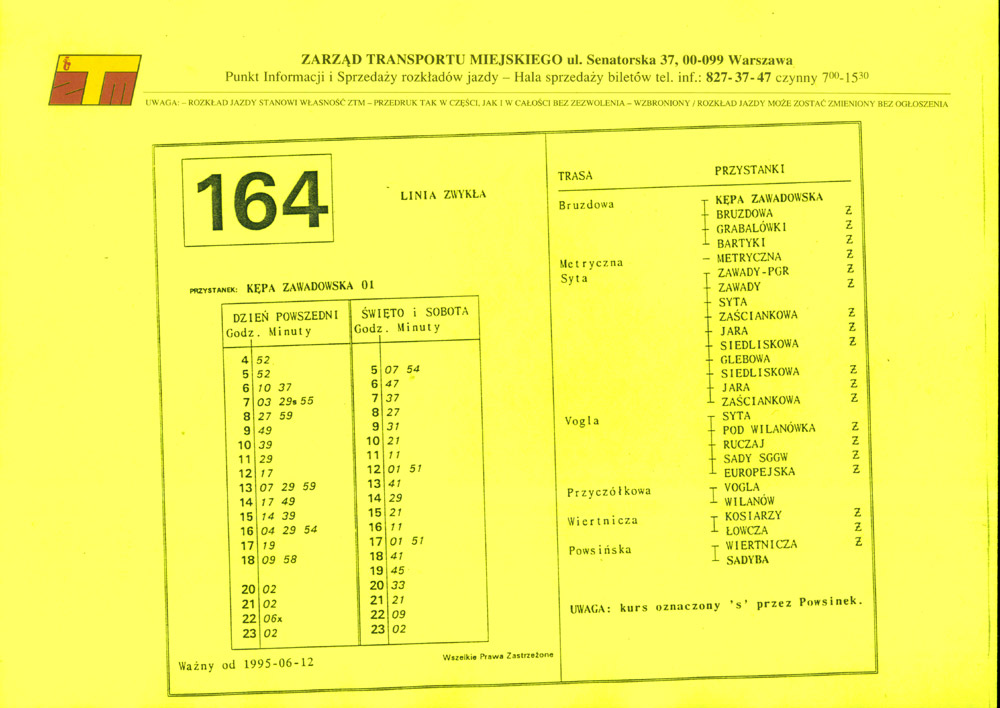 ZARZĄD TRANSPORTU MIEJSKIEGO ul. Senatorska 37, 00-099 Warszawa
Punkt Informacji i Sprzedaży rozkładów jazdy – Hala sprzedaży biletów tel. inf.: 827-37-47 czynny 7⁰⁰-15³⁰
UWAGA: – ROZKŁAD JAZDY STANOWI WŁASNOŚĆ ZTM – PRZEDRUK TAK W CZĘŚCI, JAK I W CAŁOŚCI BEZ ZEZWOLENIA – WZBRONIONY / ROZKŁAD JAZDY MOŻE ZOSTAĆ ZMIENIONY BEZ OGŁOSZENIA
ZTM
164
LINIA ZWYKŁA
PRZYSTANEK: KĘPA ZAWADOWSKA 01
DZIEŃ POWSZEDNI ŚWIĘTO i SOBOTA
Godz. Minuty Godz. Minuty
4 52
5 52 5 07 54
6 10 37 6 47
7 03 29s 55 7 37
8 27 59 8 27
9 49 9 31
10 39 10 21
11 29 11 11
12 17 12 01 51
13 07 29 59 13 41
14 17 49 14 29
15 14 39 15 21
16 04 29 54 16 11
17 19 17 01 51
18 09 58 18 41
19 45
20 02 20 33
21 02 21 21
22 06x 22 09
23 02 23 02
Ważny od 1995-06-12
Wszelkie Prawa Zastrzeżone
TRASA PRZYSTANKI
Bruzdowa KĘPA ZAWADOWSKA
BRUZDOWA Z
GRABALÓWKI Z
BARTYKI Z
Metryczna METRYCZNA Z
Syta ZAWADY-PGR Z
ZAWADY Z
SYTA
ZAŚCIANKOWA Z
JARA Z
SIEDLISKOWA Z
GLEBOWA
SIEDLISKOWA Z
JARA Z
ZAŚCIANKOWA Z
Vogla SYTA
POD WILANÓWKA Z
RUCZAJ Z
SADY SGGW Z
EUROPEJSKA Z
Przyczółkowa VOGLA
WILANÓW
Wiertnicza KOSIARZY Z
ŁOWCZA Z
Powsińska WIERTNICZA Z
SADYBA
UWAGA: kurs oznaczony 's' przez Powsinek.